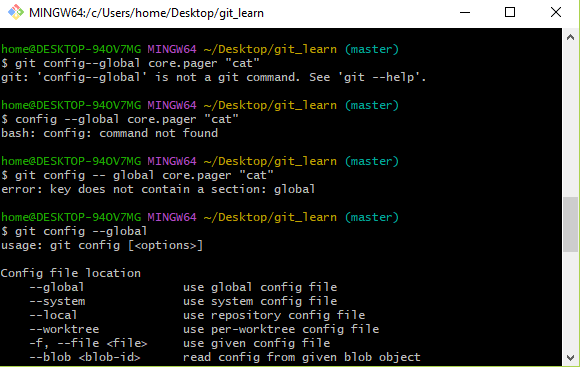 MINGW64:/c/Users/home/Desktop/git_learn
home@DESKTOP-94OV7MG MINGW64 ~/Desktop/git_learn (master)
$ git config--global core.pager "cat"
git: 'config--global' is not a git command. See 'git --help'.
home@DESKTOP-94OV7MG MINGW64 ~/Desktop/git_learn (master)
$ config --global core.pager "cat"
bash: config: command not found
home@DESKTOP-94OV7MG MINGW64 ~/Desktop/git_learn (master)
$ git config -- global core.pager "cat"
error: key does not contain a section: global
home@DESKTOP-94OV7MG MINGW64 ~/Desktop/git_learn (master)
$ git config --global
usage: git config [<options>]
Config file location
--global use global config file
--system use system config file
--local use repository config file
--worktree use per-worktree config file
-f, --file <file> use given config file
--blob <blob-id> read config from given blob object